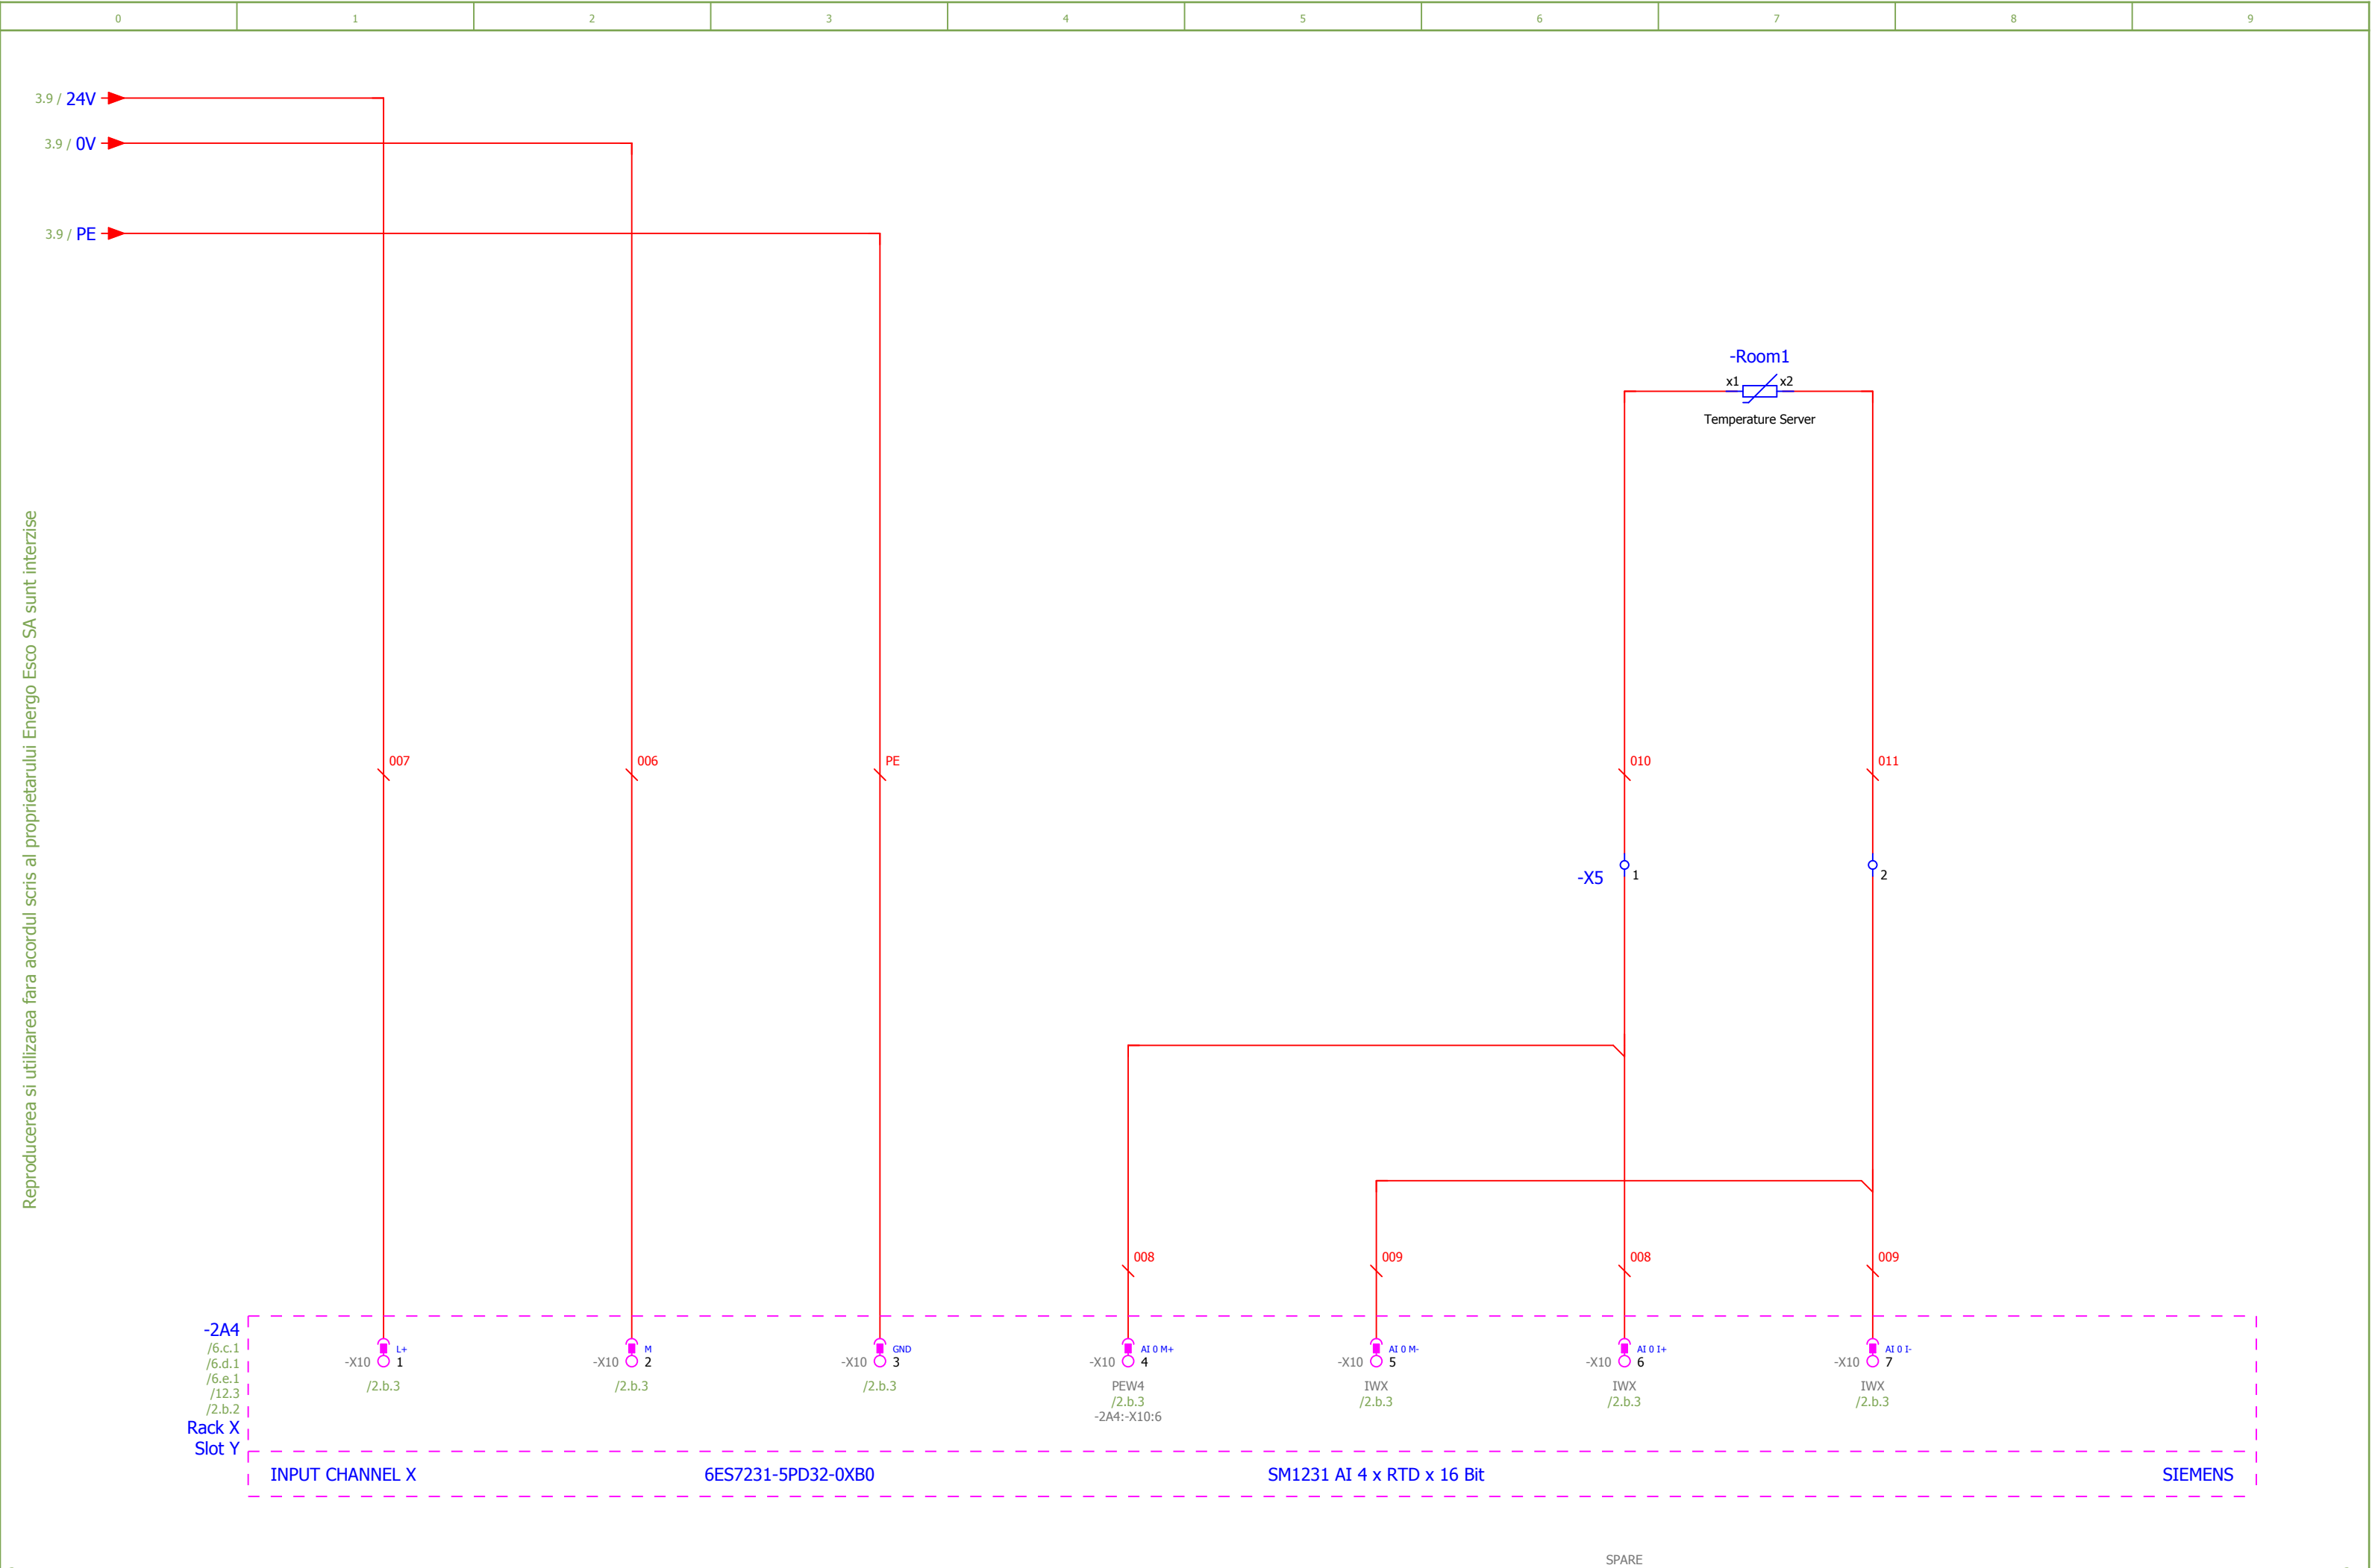 0 1 2 3 4 5 6 7 8 9
3.9 / 24V
3.9 / 0V
3.9 / PE
-Room1
x1 x2
Temperature Server
Reproducerea si utilizarea fara acordul scris al proprietarului Energo Esco SA sunt interzise
007 006 PE 010 011
-X5 1 2
008 009 008 009
-2A4
/6.c.1
/6.d.1
/6.e.1
/12.3
/2.b.2
Rack X
Slot Y
L+ M GND AI 0 M+ AI 0 M- AI 0 I+ AI 0 I-
-X10 1 -X10 2 -X10 3 -X10 4 -X10 5 -X10 6 -X10 7
/2.b.3 /2.b.3 /2.b.3 PEW4 IWX IWX IWX
/2.b.3 /2.b.3 /2.b.3 /2.b.3
-2A4:-X10:6
INPUT CHANNEL X 6ES7231-5PD32-0XB0 SM1231 AI 4 x RTD x 16 Bit SIEMENS
SPARE